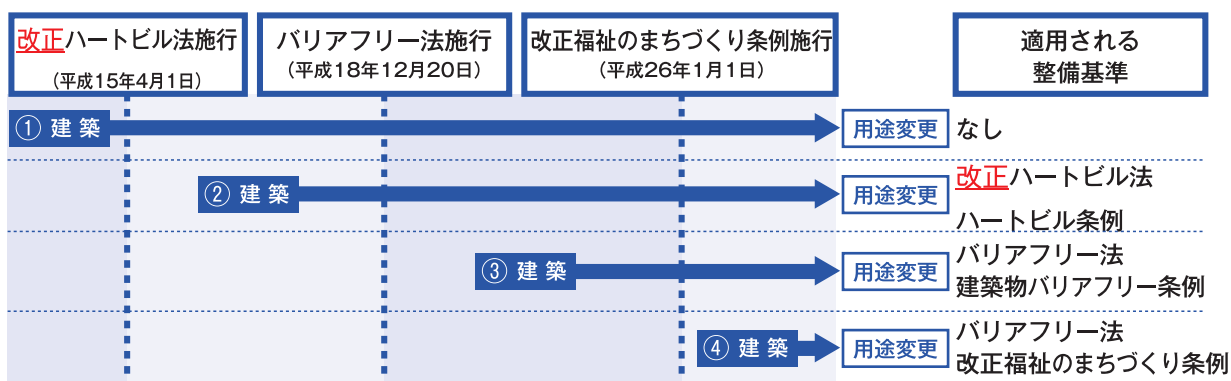 改正ハートビル法施行
(平成15年4月1日)
バリアフリー法施行
(平成18年12月20日)
改正福祉のまちづくり条例施行
(平成26年1月1日)
適用される
整備基準
① 建 築
用途変更
なし
② 建 築
用途変更
改正ハートビル法
ハートビル条例
③ 建 築
用途変更
バリアフリー法
建築物バリアフリー条例
④ 建 築
用途変更
バリアフリー法
改正福祉のまちづくり条例